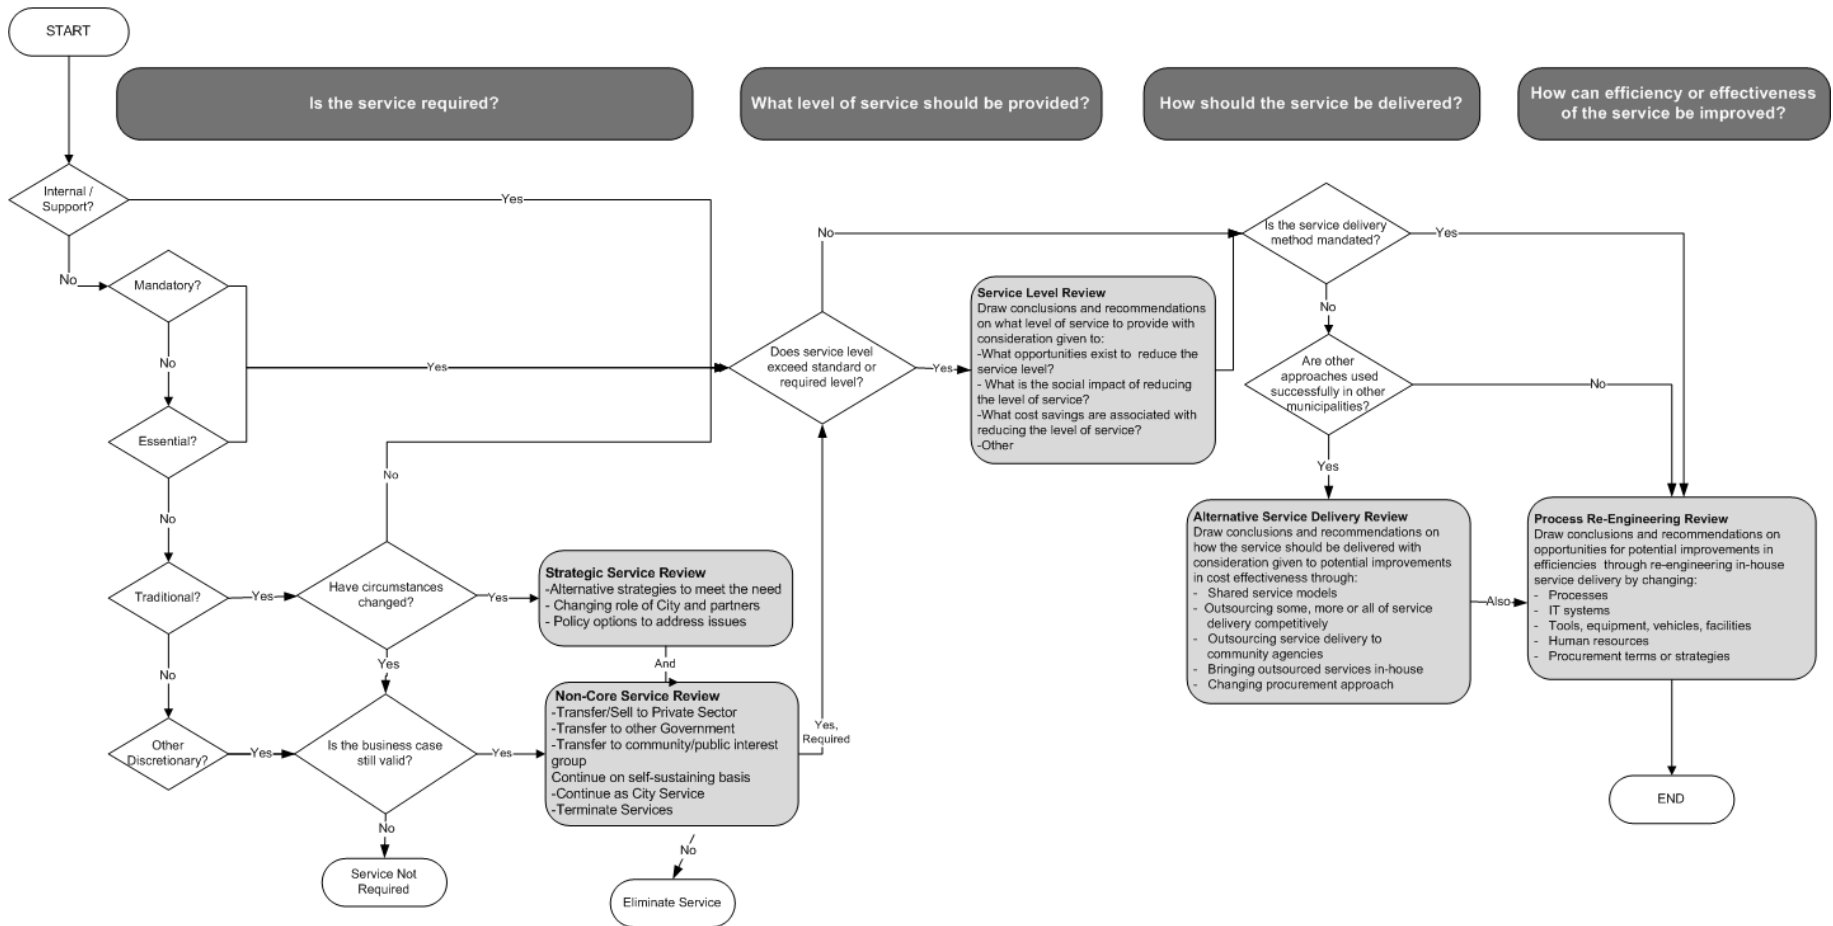 START
Is the service required?
What level of service should be provided?
How should the service be delivered?
How can efficiency or effectiveness
of the service be improved?
Internal /
Support?
Yes
No
Mandatory?
No
Yes
Essential?
No
Traditional?
Yes
No
Other
Discretionary?
Yes
Have circumstances
changed?
No
Yes
Yes
Is the business case
still valid?
Yes
No
Service Not
Required
Strategic Service Review
-Alternative strategies to meet the need
- Changing role of City and partners
- Policy options to address issues
And
Non-Core Service Review
-Transfer/Sell to Private Sector
-Transfer to other Government
-Transfer to community/public interest
group
Continue on self-sustaining basis
-Continue as City Service
-Terminate Services
No
Eliminate Service
Yes,
Required
Does service level
exceed standard or
required level?
No
Yes
Service Level Review
Draw conclusions and recommendations
on what level of service to provide with
consideration given to:
-What opportunities exist to reduce the
service level?
- What is the social impact of reducing
the level of service?
-What cost savings are associated with
reducing the level of service?
-Other
Is the service delivery
method mandated?
Yes
No
Are other
approaches used
successfully in other
municipalities?
No
Yes
Alternative Service Delivery Review
Draw conclusions and recommendations on
how the service should be delivered with
consideration given to potential improvements
in cost effectiveness through:
- Shared service models
- Outsourcing some, more or all of service
delivery competitively
- Outsourcing service delivery to
community agencies
- Bringing outsourced services in-house
- Changing procurement approach
Also
Process Re-Engineering Review
Draw conclusions and recommendations on
opportunities for potential improvements in
efficiencies through re-engineering in-house
service delivery by changing:
- Processes
- IT systems
- Tools, equipment, vehicles, facilities
- Human resources
- Procurement terms or strategies
END